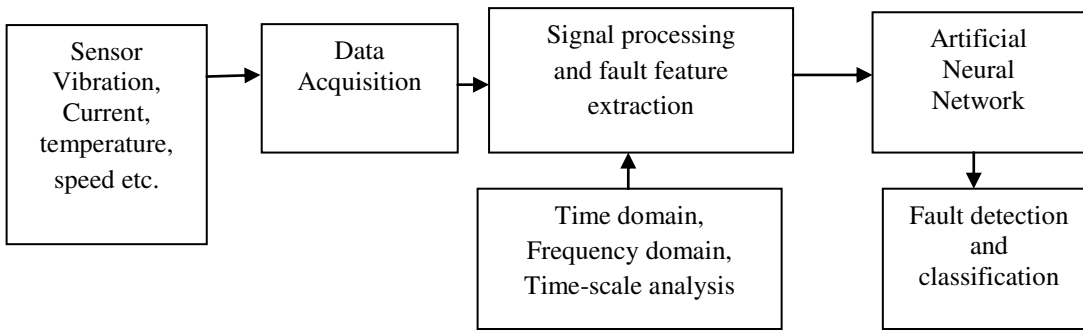 Sensor
Vibration,
Current,
temperature,
speed etc.
Data
Acquisition
Signal processing
and fault feature
extraction
Artificial
Neural
Network
Time domain,
Frequency domain,
Time-scale analysis
Fault detection
and
classification